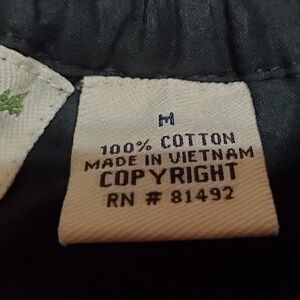 M
100% COTTON
MADE IN VIETNAM
COPYRIGHT
RN # 81492